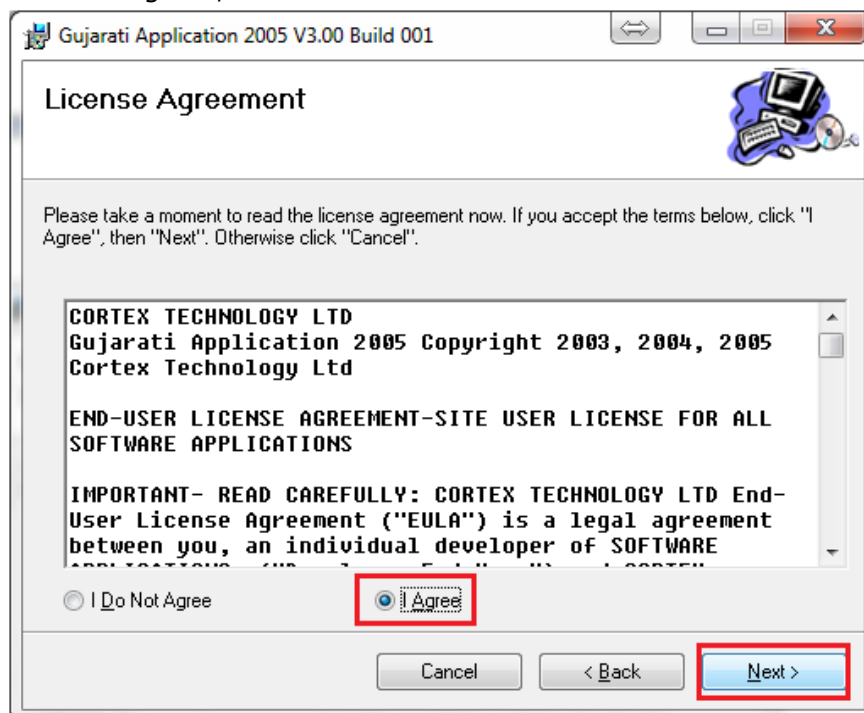 Gujarati Application 2005 V3.00 Build 001
License Agreement
Please take a moment to read the license agreement now. If you accept the terms below, click "I
Agree", then "Next". Otherwise click "Cancel".
CORTEX TECHNOLOGY LTD
Gujarati Application 2005 Copyright 2003, 2004, 2005
Cortex Technology Ltd
END-USER LICENSE AGREEMENT-SITE USER LICENSE FOR ALL
SOFTWARE APPLICATIONS
IMPORTANT- READ CAREFULLY: CORTEX TECHNOLOGY LTD End-
User License Agreement ("EULA") is a legal agreement
between you, an individual developer of SOFTWARE
I Do Not Agree
I Agree
Cancel
< Back
Next >